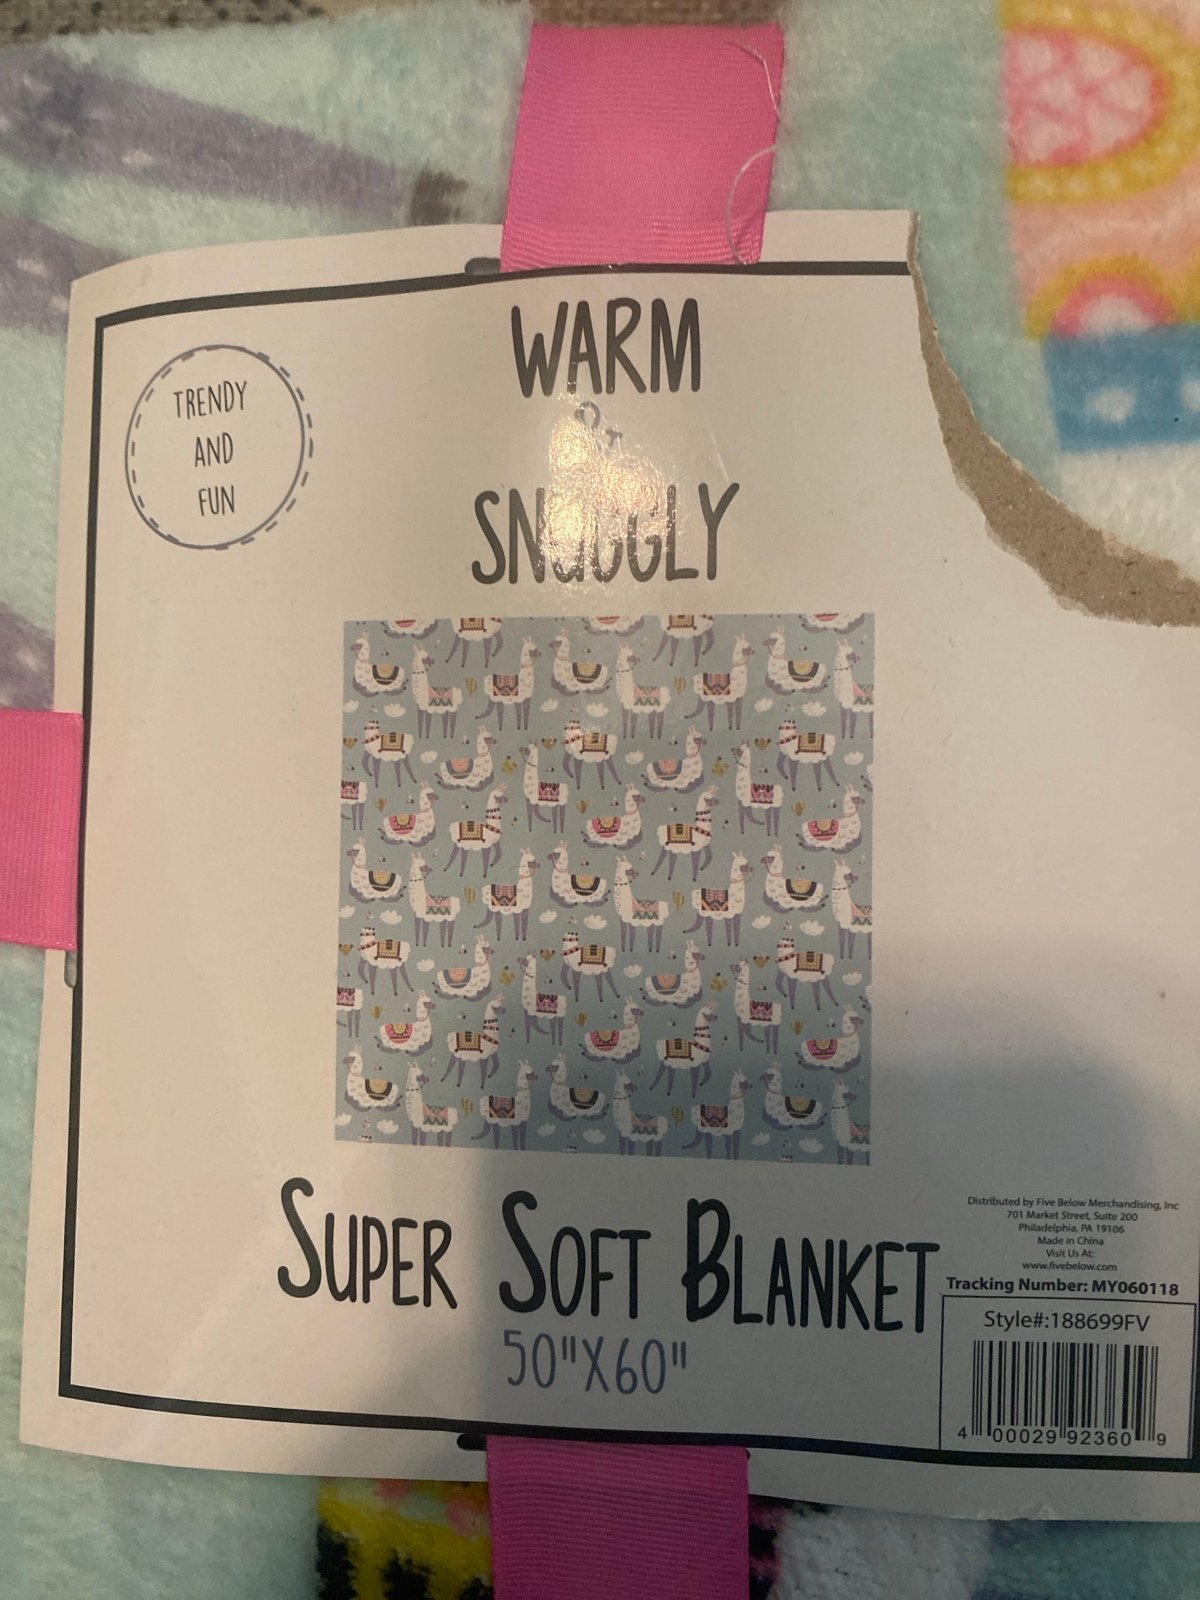 TRENDY
AND
FUN
WARM
&
SNUGGLY
SUPER SOFT BLANKET
50"X60"
Distributed by Five Below Merchandising, Inc
701 Market Street, Suite 200
Philadelphia, PA 19106
Made in China
Visit Us At:
www.fivebelow.com
Tracking Number: MY060118
Style#:188699FV
4 00029 92360 9